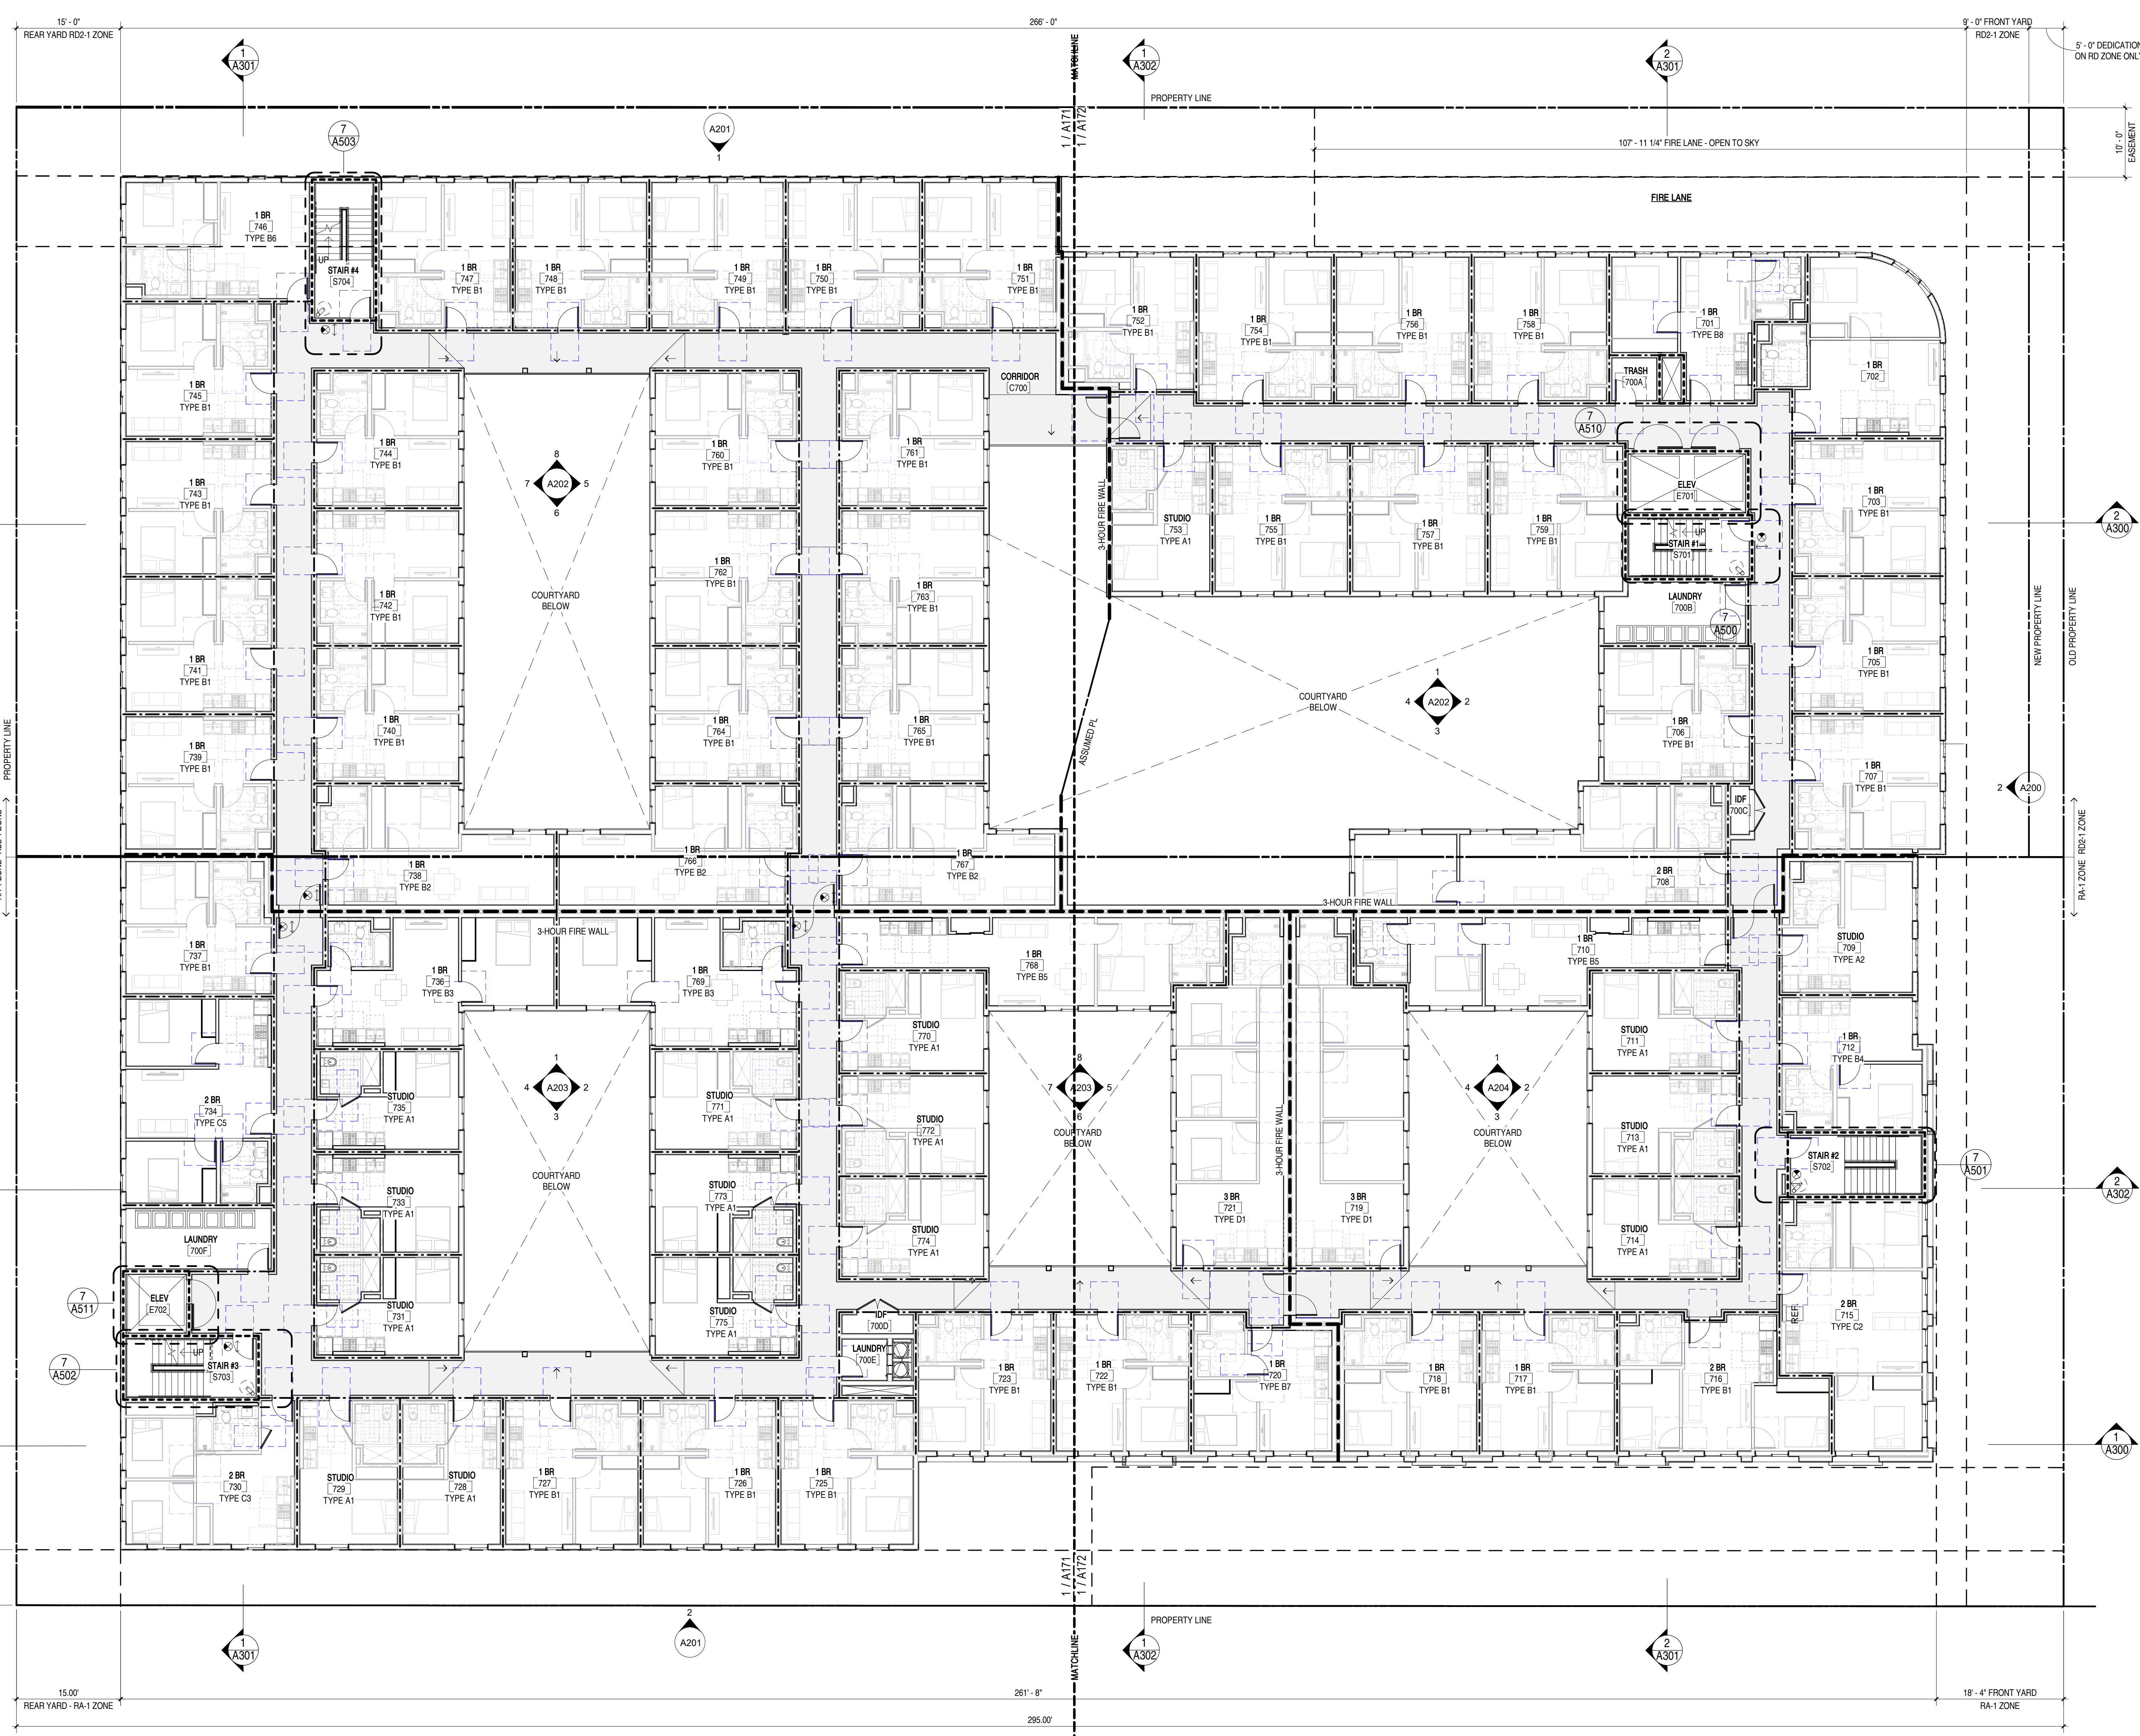 15' - 0"
REAR YARD RD2-1 ZONE
266' - 0"
9' - 0" FRONT YARD
RD2-1 ZONE
5' - 0" DEDICATION
1
A301
MATCHLINE
1
A302
2
A301
PROPERTY LINE
1 / A171
1 / A172
7
A503
A201
1
107' - 11 1/4" FIRE LANE - OPEN TO SKY
10' - 0"
EASEMENT
FIRE LANE
1 BR
746
TYPE B6
UP
STAIR #4
S704
1 BR
747
TYPE B1
1 BR
748
TYPE B1
1 BR
749
TYPE B1
1 BR
750
TYPE B1
1 BR
751
TYPE B1
1 BR
752
TYPE B1
1 BR
754
TYPE B1
1 BR
756
TYPE B1
1 BR
758
TYPE B1
1 BR
701
TYPE B8
TRASH
700A
1 BR
702
CORRIDOR
C700
7
A510
1 BR
745
TYPE B1
1 BR
744
TYPE B1
1 BR
760
TYPE B1
1 BR
761
TYPE B1
8
7
A202
5
6
1 BR
743
TYPE B1
3-HOUR FIRE WALL
STUDIO
753
TYPE A1
1 BR
755
TYPE B1
1 BR
757
TYPE B1
1 BR
759
TYPE B1
ELEV
E701
1 BR
703
TYPE B1
2
A300
UP
STAIR #1
S701
1 BR
742
TYPE B1
COURTYARD
BELOW
1 BR
762
TYPE B1
1 BR
763
TYPE B1
LAUNDRY
700B
7
A500
NEW PROPERTY LINE
OLD PROPERTY LINE
1 BR
741
TYPE B1
1 BR
705
TYPE B1
COURTYARD
BELOW
1
4
A202
2
3
PROPERTY LINE
1 BR
740
TYPE B1
1 BR
764
TYPE B1
1 BR
765
TYPE B1
ASSUMED PL
1 BR
706
TYPE B1
1 BR
739
TYPE B1
1 BR
707
TYPE B1
2
A200
IDF
700C
RA-1 ZONE
RD2-1 ZONE
1 BR
738
TYPE B2
1 BR
766
TYPE B2
1 BR
767
TYPE B2
2 BR
708
3-HOUR FIRE WALL
3-HOUR FIRE WALL
1 BR
737
TYPE B1
1 BR
736
TYPE B3
1 BR
769
TYPE B3
1 BR
768
TYPE B5
1 BR
710
TYPE B5
STUDIO
709
TYPE A2
STUDIO
770
TYPE A1
STUDIO
711
TYPE A1
1 BR
712
TYPE B4
1
4
A203
2
3
8
7
A203
5
6
1
4
A204
2
3
2 BR
734
TYPE C5
STUDIO
735
TYPE A1
STUDIO
771
TYPE A1
STUDIO
772
TYPE A1
COURTYARD
BELOW
3-HOUR FIRE WALL
COURTYARD
BELOW
STUDIO
713
TYPE A1
STAIR #2
S702
7
A501
2
A302
COURTYARD
BELOW
STUDIO
733
TYPE A1
STUDIO
773
TYPE A1
STUDIO
774
TYPE A1
3 BR
721
TYPE D1
3 BR
719
TYPE D1
STUDIO
714
TYPE A1
LAUNDRY
700F
7
A511
ELEV
E702
STUDIO
731
TYPE A1
STUDIO
775
TYPE A1
IDF
700D
REF.
2 BR
715
TYPE C2
7
A502
UP
STAIR #3
S703
LAUNDRY
700E
1 BR
723
TYPE B1
1 BR
722
TYPE B1
1 BR
720
TYPE B7
1 BR
718
TYPE B1
1 BR
717
TYPE B1
2 BR
716
TYPE B1
1
A300
2 BR
730
TYPE C3
STUDIO
729
TYPE A1
STUDIO
728
TYPE A1
1 BR
727
TYPE B1
1 BR
726
TYPE B1
1 BR
725
TYPE B1
1 / A171
1 / A172
PROPERTY LINE
1
A301
2
A201
MATCHLINE
1
A302
2
A301
15.00'
REAR YARD - RA-1 ZONE
261' - 8"
18' - 4" FRONT YARD
RA-1 ZONE
295.00'